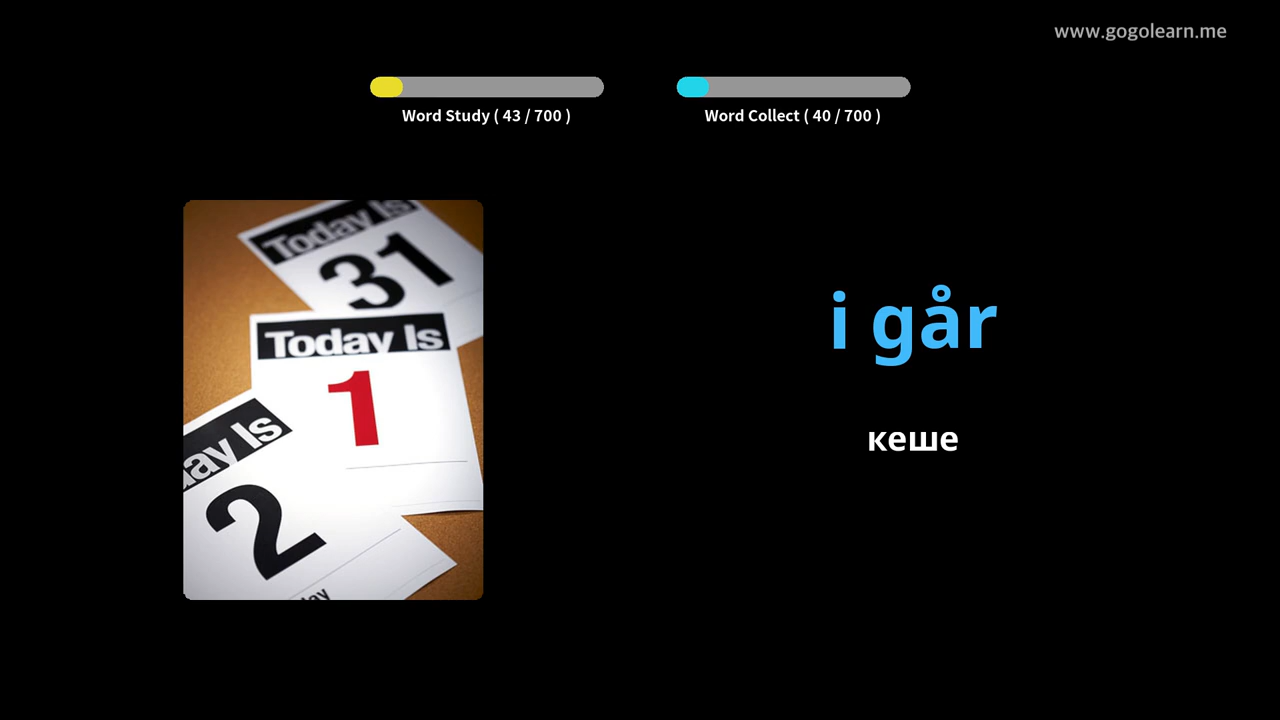 www.gogolearn.me
Word Study ( 43 / 700 )
Word Collect ( 40 / 700 )
Today Is
31
Today Is
1
ay Is
2
day
i går
кеше